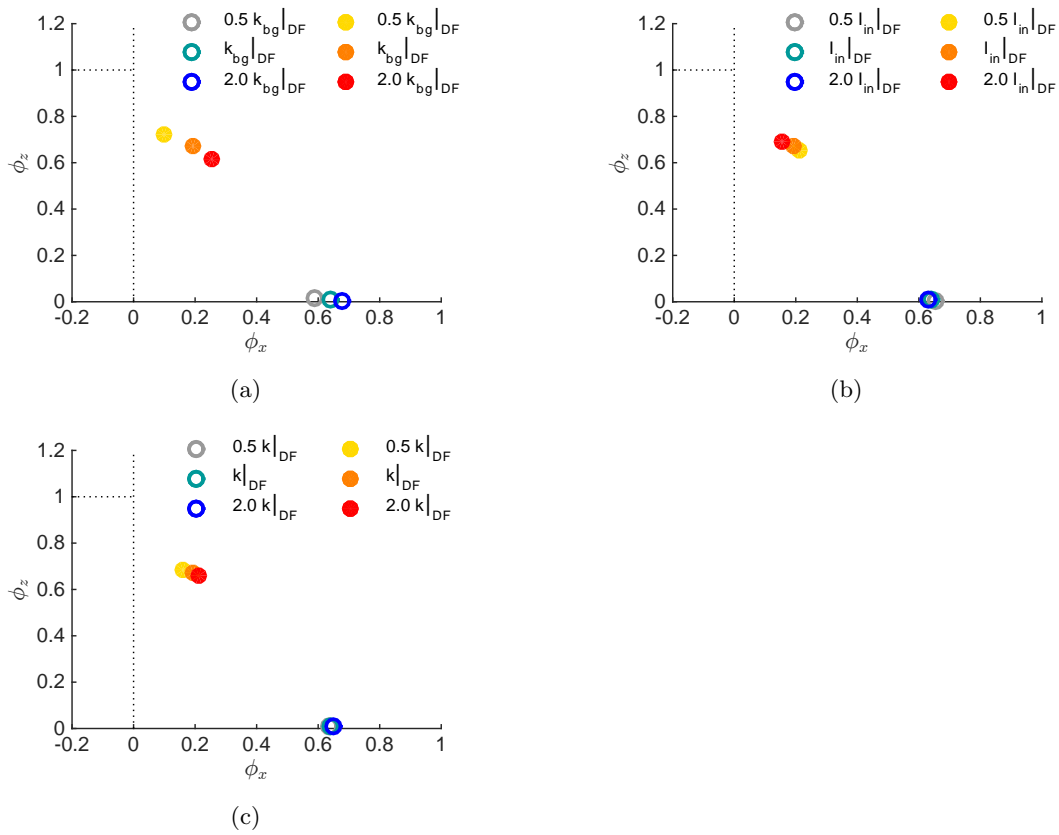 0.5 k_bg|_DF 0.5 k_bg|_DF
k_bg|_DF k_bg|_DF
2.0 k_bg|_DF 2.0 k_bg|_DF
1.2
1
0.8
0.6
0.4
0.2
0
ϕ_z
-0.2 0 0.2 0.4 0.6 0.8 1
ϕ_x
(a)
0.5 I_in|_DF 0.5 I_in|_DF
I_in|_DF I_in|_DF
2.0 I_in|_DF 2.0 I_in|_DF
1.2
1
0.8
0.6
0.4
0.2
0
ϕ_z
-0.2 0 0.2 0.4 0.6 0.8 1
ϕ_x
(b)
0.5 k|_DF 0.5 k|_DF
k|_DF k|_DF
2.0 k|_DF 2.0 k|_DF
1.2
1
0.8
0.6
0.4
0.2
0
ϕ_z
-0.2 0 0.2 0.4 0.6 0.8 1
ϕ_x
(c)